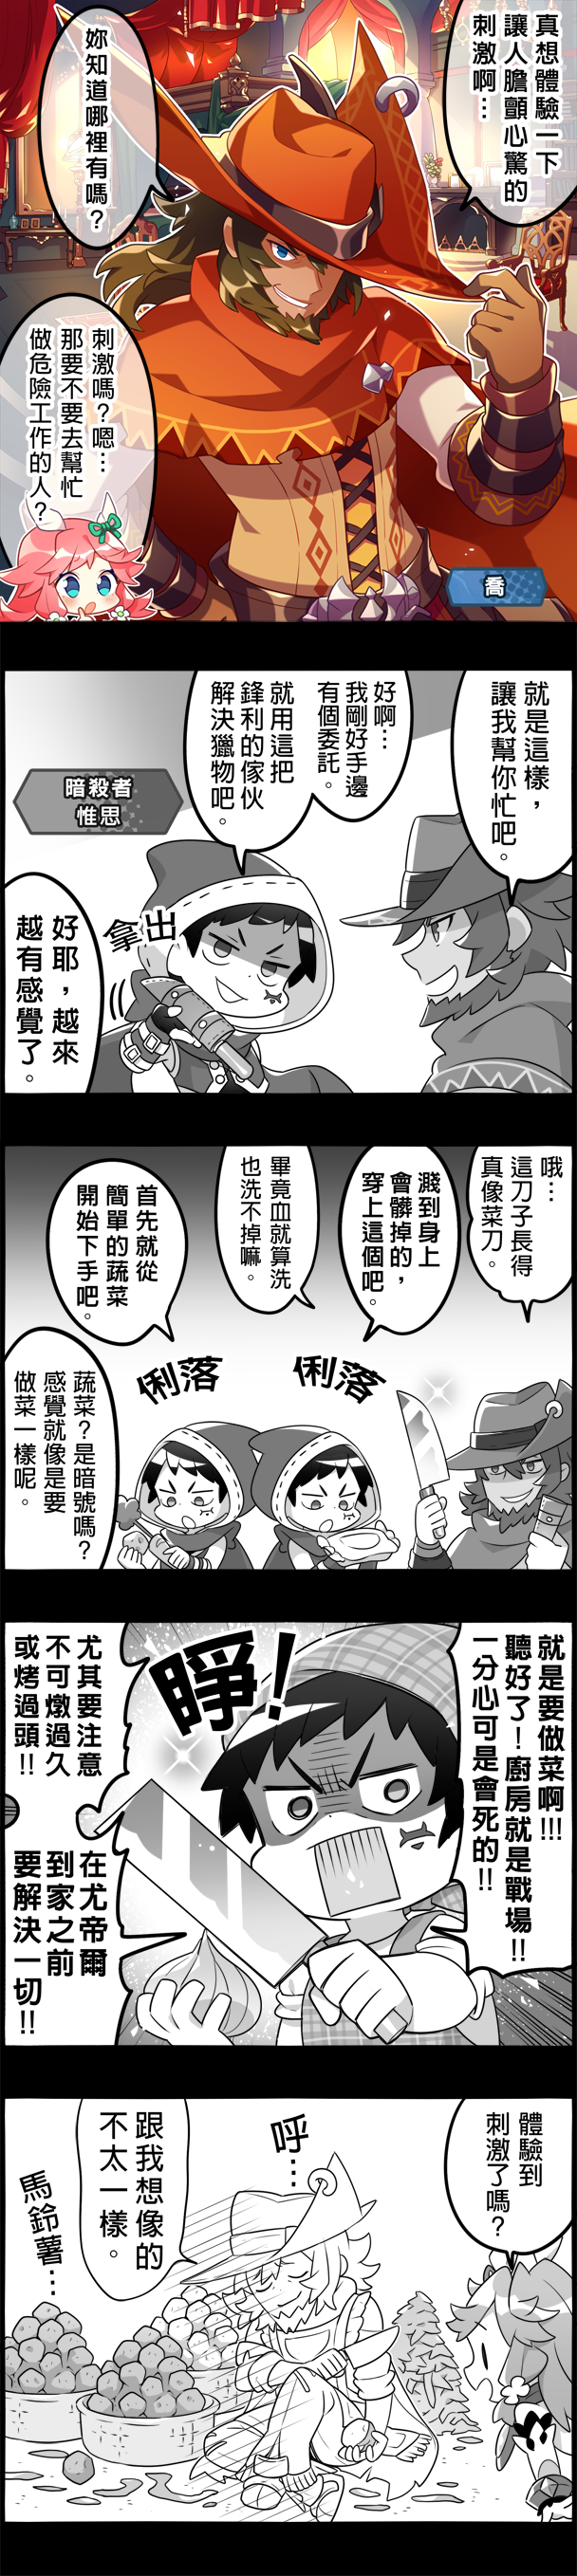 真想體驗一下
讓人膽顫心驚的
刺激啊…
妳知道哪裡有嗎？
刺激嗎？嗯…
那要不要去幫忙
做危險工作的人？
喬
就是這樣，
讓我幫你忙吧。
好啊…
我剛好手邊
有個委託。
就用這把
鋒利的傢伙
解決獵物吧。
暗殺者
惟思
拿出
好耶，越來
越有感覺了。
哦…
這刀子長得
真像菜刀。
濺到身上
會髒掉的，
穿上這個吧。
畢竟血就算洗
也洗不掉嘛。
首先就從
簡單的蔬菜
開始下手吧。
俐落
俐落
蔬菜？是暗號嗎？
感覺就像是要
做菜一樣呢。
就是要做菜啊!!!
聽好了！廚房就是戰場!!
一分心可是會死的!!
睜！
尤其要注意
不可燉過久
或烤過頭!!
在尤帝爾
到家之前
要解決一切!!
體驗到
刺激了嗎？
呼…
跟我想像的
不太一樣。
馬鈴薯…